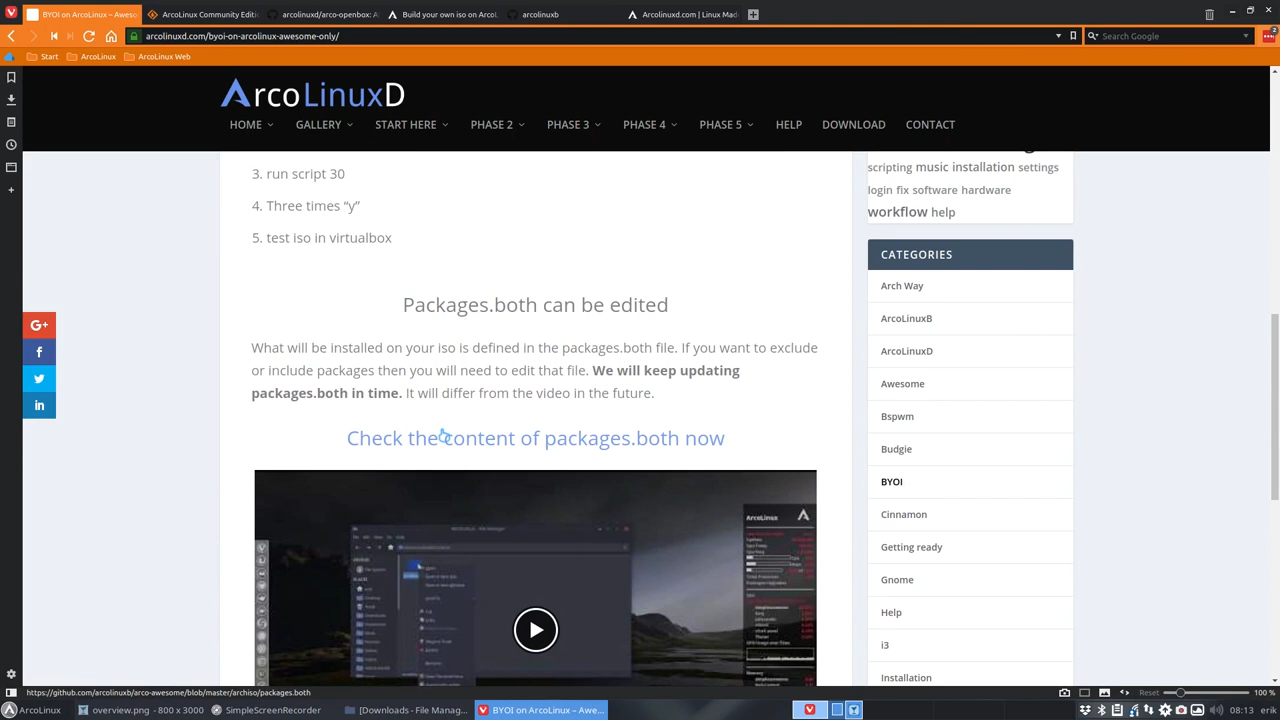 BYOI on ArcoLinux – Aweso
ArcoLinux Community Editi
arcolinuxd/arco-openbox: A
Build your own iso on ArcoL
arcolinuxb
Arcolinuxd.com | Linux Mad
arcolinuxd.com/byoi-on-arcolinux-awesome-only/
Search Google
2
Start
ArcoLinux
ArcoLinux Web
ArcoLinuxD
HOME
GALLERY
START HERE
PHASE 2
PHASE 3
PHASE 4
PHASE 5
HELP
DOWNLOAD
CONTACT
3. run script 30
4. Three times “y”
5. test iso in virtualbox
Packages.both can be edited
What will be installed on your iso is defined in the packages.both file. If you want to exclude
or include packages then you will need to edit that file. We will keep updating
packages.both in time. It will differ from the video in the future.
Check the content of packages.both now
ArcoLinux
scripting music installation settings
login fix software hardware
workflow help
CATEGORIES
Arch Way
ArcoLinuxB
ArcoLinuxD
Awesome
Bspwm
Budgie
BYOI
Cinnamon
Getting ready
Gnome
Help
i3
Installation
G+
f
in
https://github.com/arcolinuxb/arco-awesome/blob/master/archiso/packages.both
Reset
100 %
ArcoLinux
overview.png - 800 x 3000
SimpleScreenRecorder
[Downloads - File Manag...
BYOI on ArcoLinux – Awe...
08:13
erik